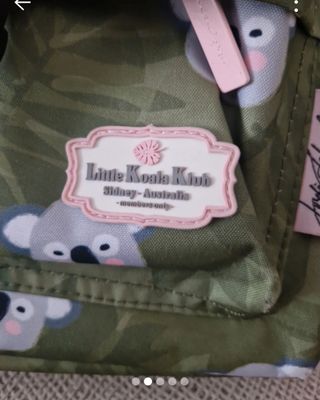 Little Koala Klub
Sidney - Australia
- members only -